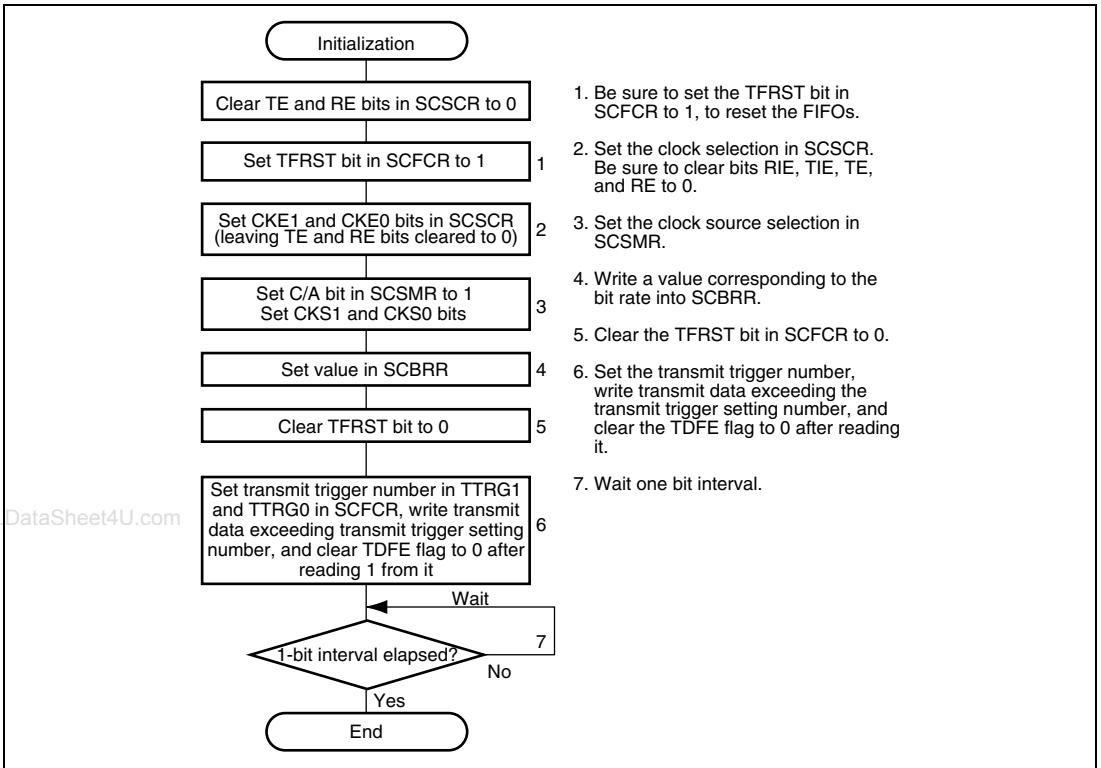 Initialization
Clear TE and RE bits in SCSCR to 0
Set TFRST bit in SCFCR to 1
1
Set CKE1 and CKE0 bits in SCSCR
(leaving TE and RE bits cleared to 0)
2
Set C/A bit in SCSMR to 1
Set CKS1 and CKS0 bits
3
Set value in SCBRR
4
Clear TFRST bit to 0
5
Set transmit trigger number in TTRG1
and TTRG0 in SCFCR, write transmit
data exceeding transmit trigger setting
number, and clear TDFE flag to 0 after
reading 1 from it
6
Wait
1-bit interval elapsed?
7
No
Yes
End
1. Be sure to set the TFRST bit in
SCFCR to 1, to reset the FIFOs.
2. Set the clock selection in SCSCR.
Be sure to clear bits RIE, TIE, TE,
and RE to 0.
3. Set the clock source selection in
SCSMR.
4. Write a value corresponding to the
bit rate into SCBRR.
5. Clear the TFRST bit in SCFCR to 0.
6. Set the transmit trigger number,
write transmit data exceeding the
transmit trigger setting number, and
clear the TDFE flag to 0 after reading
it.
7. Wait one bit interval.
.DataSheet4U.com